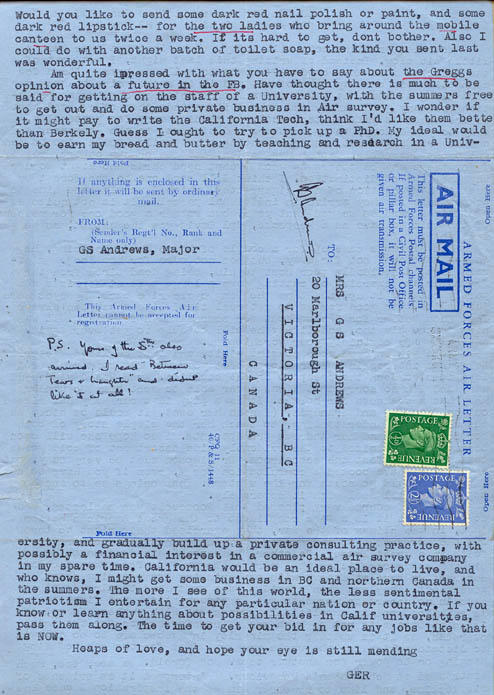 Would you like to send some dark red nail polish or paint, and some
dark red lipstick-- for the two ladies who bring around the mobile
canteen to us twice a week. If its hard to get, dont bother. Also I
could do with another batch of toilet soap, the kind you sent last
was wonderful.
Am quite impressed with what you have to say about the Greggs
opinion about a future in the FB. Have thought there is much to be
said for getting on the staff of a University, with the summers free
to get out and do some private business in Air survey. I wonder if
it might pay to write the California Tech, think I'd like them better
than Berkely. Guess I ought to try to pick up a PhD. My ideal would
be to earn my bread and butter by teaching and research in a Univ-
Fold Here
If anything is enclosed in this
letter it will be sent by ordinary
mail.
FROM:
(Sender's Regt'l No., Rank and
Name only)
GS Andrews, Major
This Armed Forces Air
Letter cannot be accepted for
registration.
P.S. Yours of the 5th also
arrived. I read "Between
Tears & Laughter" and didnt
like it at all!
Fold Here
Open Here
ARMED FORCES AIR LETTER
AIR MAIL
This letter must be posted in
Armed Forces Postal channels.
If posted in a Civil Post Office
or pillar box, it will not be
given air transmission.
TO:
MRS G S ANDREWS
20 Marlborough St
VICTORIA, BC
CANADA
POSTAGE
REVENUE
POSTAGE
REVENUE
Open Here
Fold Here
ersity, and gradually build up a private consulting practice, with
possibly a financial interest in a commercial air survey company
in my spare time. California would be an ideal place to live, and
who knows, I might get some business in BC and northern Canada in
the summers. The more I see of this world, the less sentimental
patriotism I entertain for any particular nation or country. If you
know or learn anything about possibilities in Calif universities,
pass them along. The time to get your bid in for any jobs like that
is NOW.
Heaps of love, and hope your eye is still mending
GER